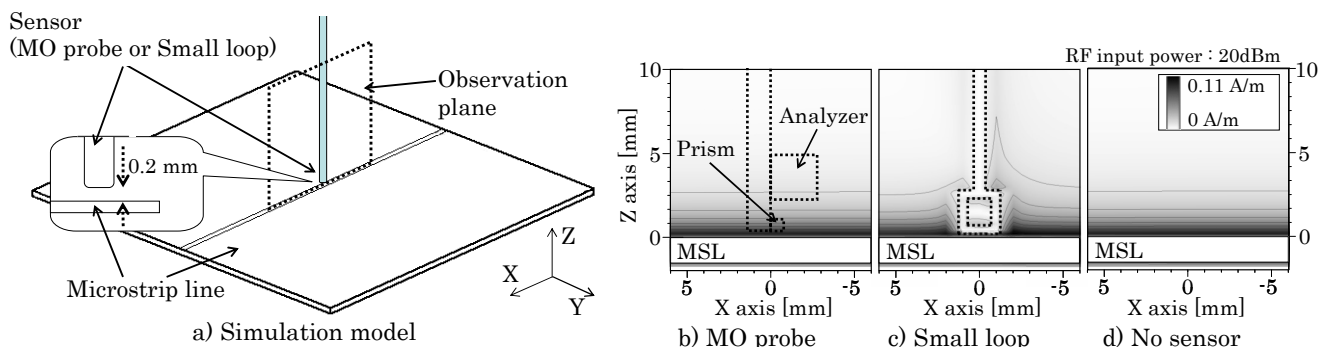 Sensor
(MO probe or Small loop)
Observation
plane
0.2 mm
Microstrip line
Z
X
Y
a) Simulation model
RF input power : 20dBm
Z axis [mm]
10
5
0
Analyzer
Prism
MSL
5 0 -5
X axis [mm]
b) MO probe
MSL
5 0 -5
X axis [mm]
c) Small loop
0.11 A/m
0 A/m
10
5
0
MSL
5 0 -5
X axis [mm]
d) No sensor